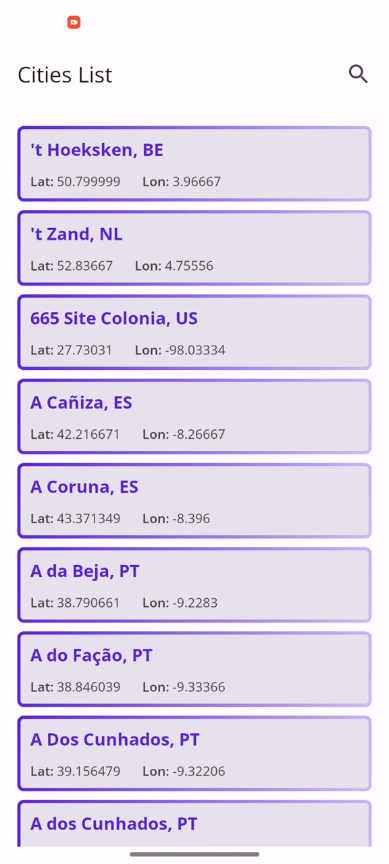 Cities List
't Hoeksken, BE
Lat: 50.799999 Lon: 3.96667
't Zand, NL
Lat: 52.83667 Lon: 4.75556
665 Site Colonia, US
Lat: 27.73031 Lon: -98.03334
A Cañiza, ES
Lat: 42.216671 Lon: -8.26667
A Coruna, ES
Lat: 43.371349 Lon: -8.396
A da Beja, PT
Lat: 38.790661 Lon: -9.2283
A do Fação, PT
Lat: 38.846039 Lon: -9.33366
A Dos Cunhados, PT
Lat: 39.156479 Lon: -9.32206
A dos Cunhados, PT